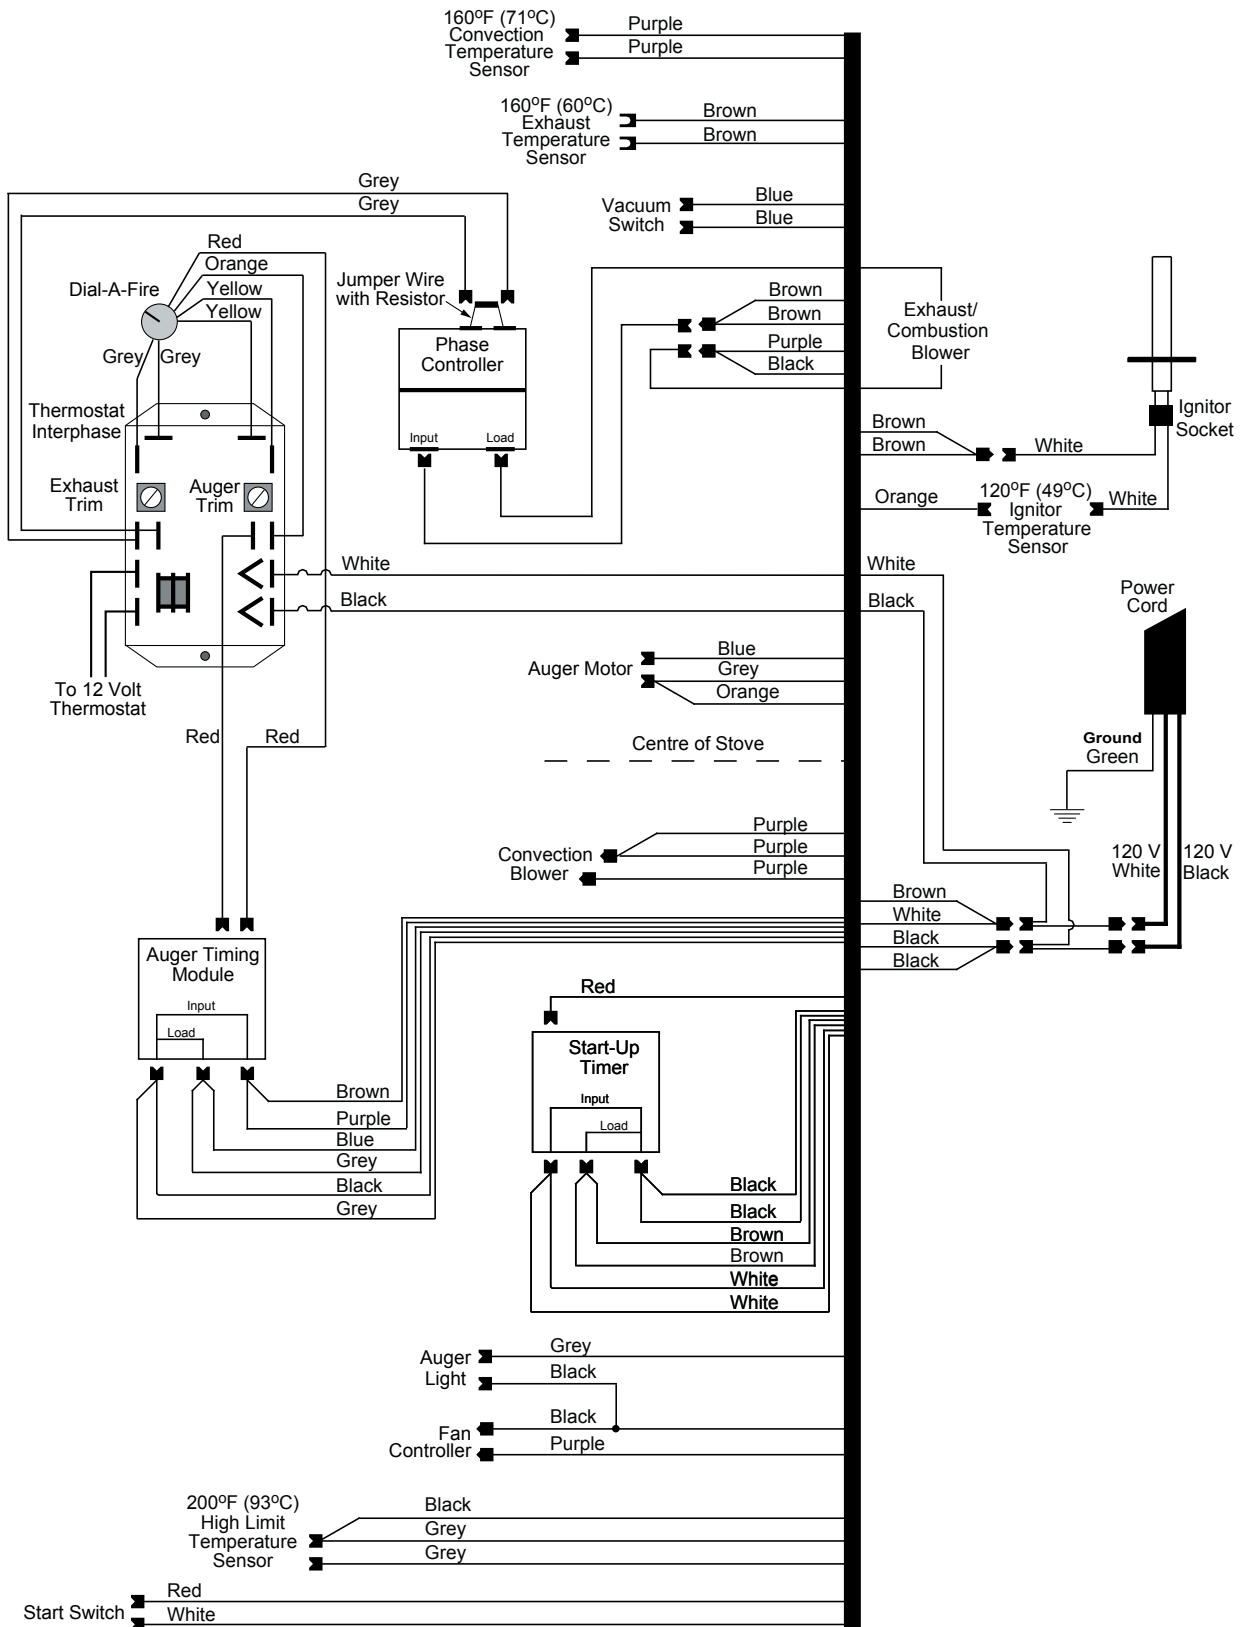 160ºF (71ºC)
Convection
Temperature
Sensor
Purple
Purple
160ºF (60ºC)
Exhaust
Temperature
Sensor
Brown
Brown
Grey
Grey
Vacuum
Switch
Blue
Blue
Red
Orange
Yellow
Yellow
Dial-A-Fire
Grey
Grey
Jumper Wire
with Resistor
Phase
Controller
Input
Load
Brown
Brown
Purple
Black
Exhaust/
Combustion
Blower
Thermostat
Interphase
Exhaust
Trim
Auger
Trim
Brown
Brown
White
Ignitor
Socket
Orange
120ºF (49ºC)
Ignitor
Temperature
Sensor
White
White
White
Black
Black
Power
Cord
To 12 Volt
Thermostat
Auger Motor
Blue
Grey
Orange
Red
Red
Centre of Stove
Ground
Green
Convection
Blower
Purple
Purple
Purple
120 V
White
120 V
Black
Brown
White
Black
Black
Auger Timing
Module
Input
Load
Brown
Purple
Blue
Grey
Black
Grey
Red
Start-Up
Timer
Input
Load
Black
Black
Brown
Brown
White
White
Auger
Light
Grey
Black
Fan
Controller
Black
Purple
200ºF (93ºC)
High Limit
Temperature
Sensor
Black
Grey
Grey
Start Switch
Red
White